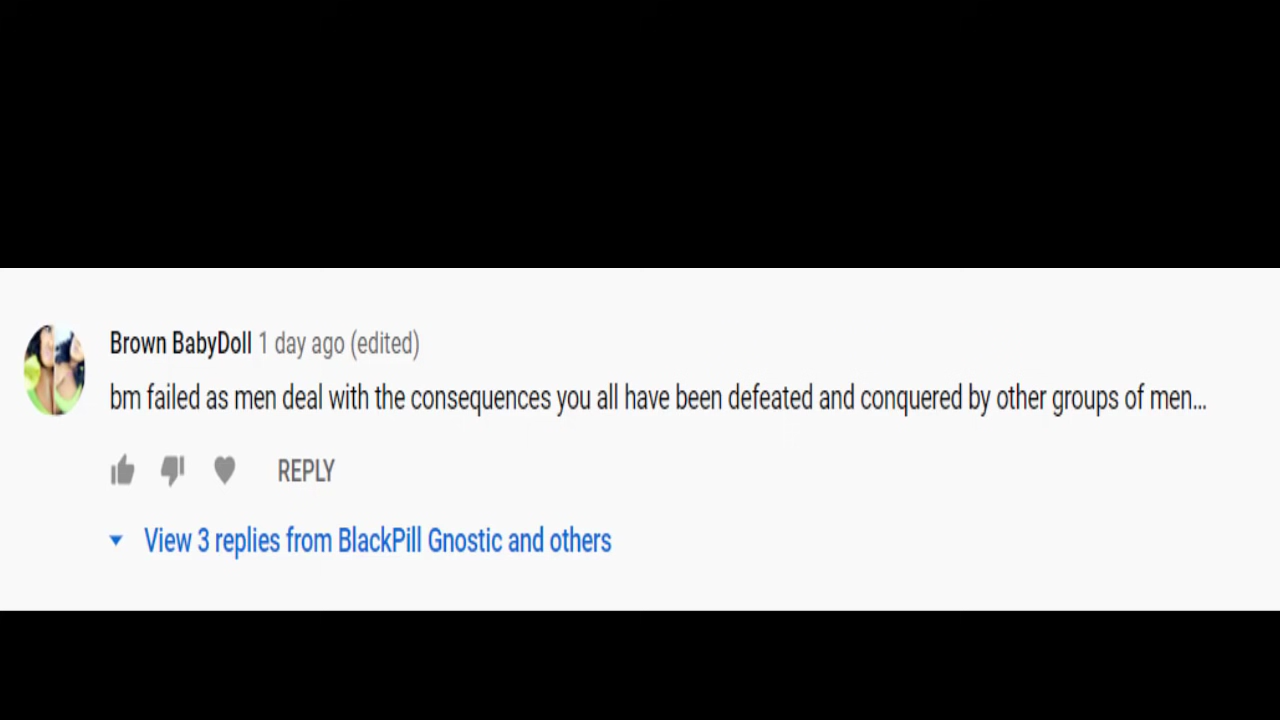 Brown BabyDoll 1 day ago (edited)
bm failed as men deal with the consequences you all have been defeated and conquered by other groups of men...
REPLY
View 3 replies from BlackPill Gnostic and others